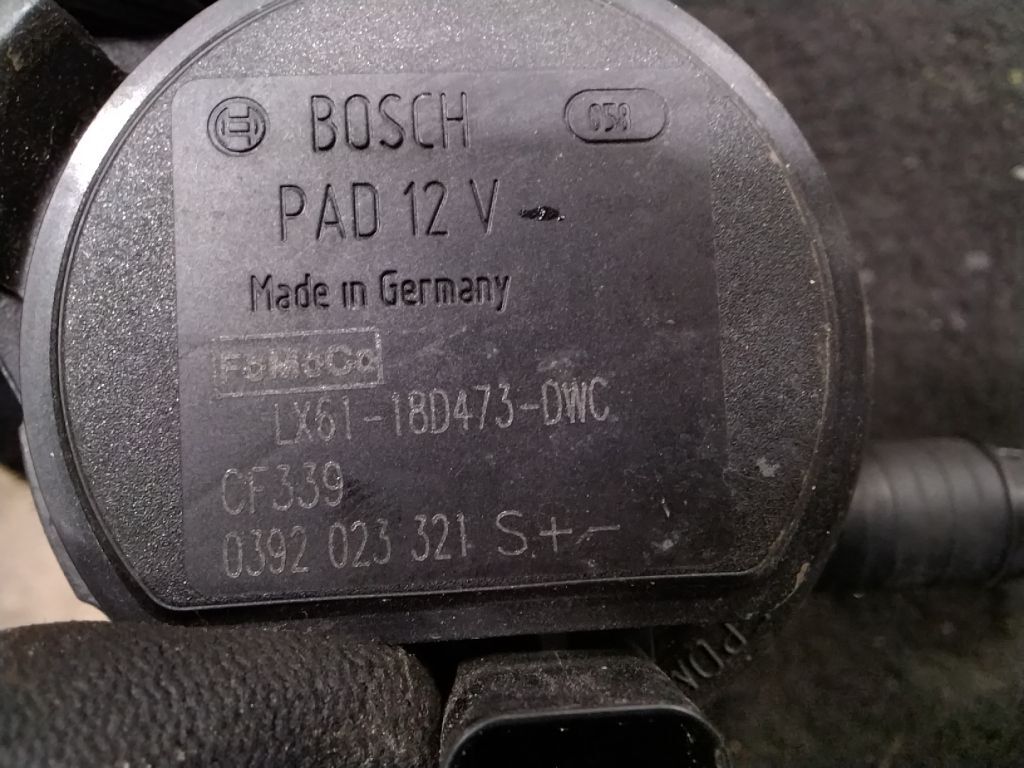 BOSCH 058
PAD 12 V
Made in Germany
FoMoCo
LX61-18D473-DWC
CF339
0392 023 321 S+-